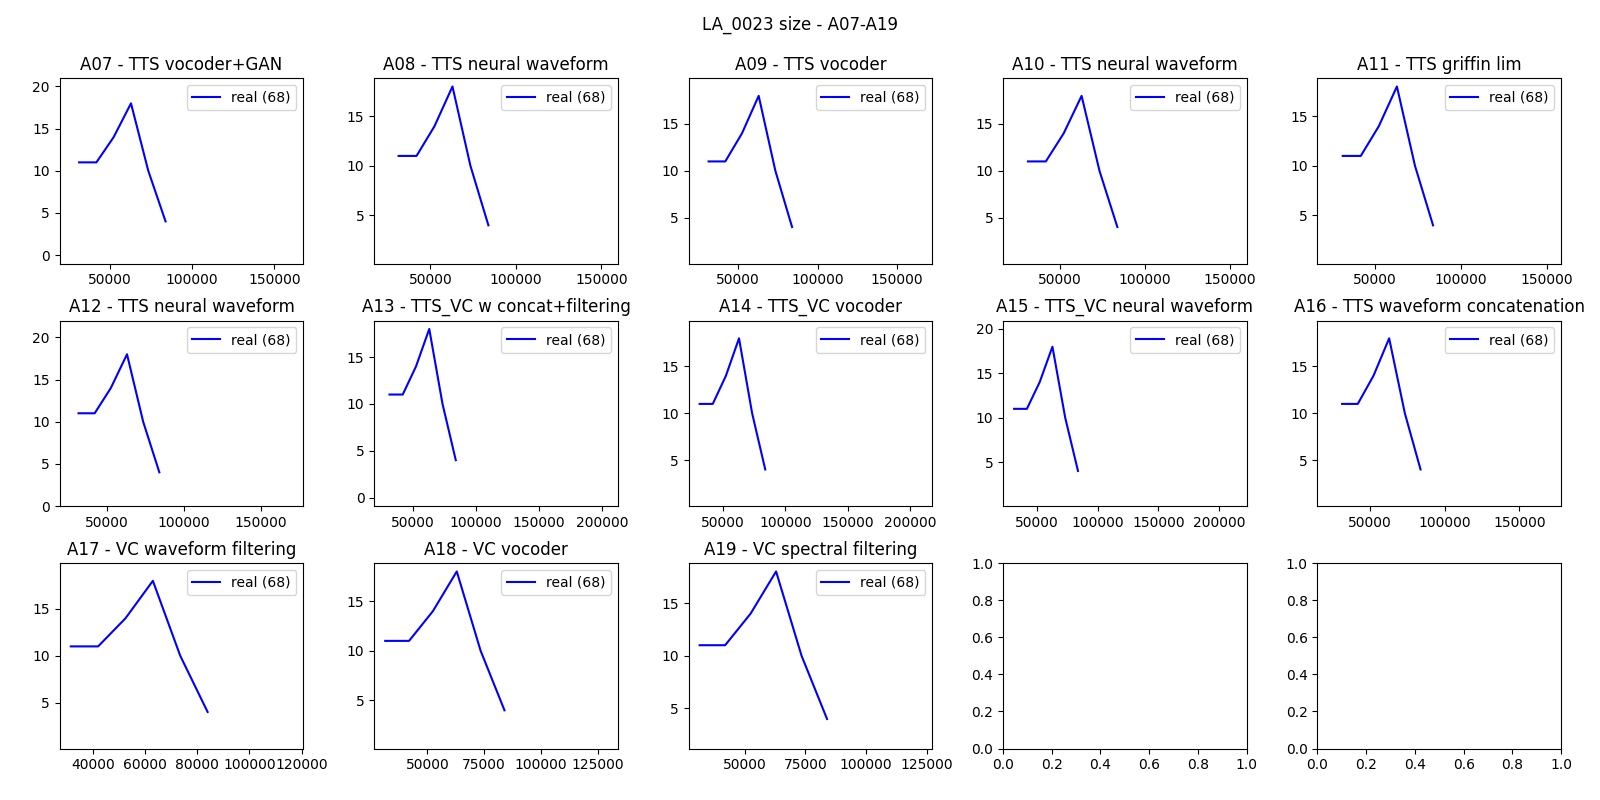 LA_0023 size - A07-A19
A07 - TTS vocoder+GAN
A08 - TTS neural waveform
A09 - TTS vocoder
A10 - TTS neural waveform
A11 - TTS griffin lim
20
15
10
5
0
real (68)
50000 100000 150000
15
10
5
real (68)
50000 100000 150000
15
10
5
real (68)
50000 100000 150000
15
10
5
real (68)
50000 100000 150000
15
10
5
real (68)
50000 100000 150000
A12 - TTS neural waveform
A13 - TTS_VC w concat+filtering
A14 - TTS_VC vocoder
A15 - TTS_VC neural waveform
A16 - TTS waveform concatenation
20
15
10
5
0
real (68)
50000 100000 150000
15
10
5
0
real (68)
50000 100000 150000 200000
15
10
5
real (68)
50000 100000 150000 200000
20
15
10
5
real (68)
50000 100000 150000 200000
15
10
5
real (68)
50000 100000 150000
A17 - VC waveform filtering
A18 - VC vocoder
A19 - VC spectral filtering
15
10
5
real (68)
40000 60000 80000 100000 120000
15
10
5
real (68)
50000 75000 100000 125000
15
10
5
real (68)
50000 75000 100000 125000
1.0
0.8
0.6
0.4
0.2
0.0
0.0 0.2 0.4 0.6 0.8 1.0
1.0
0.8
0.6
0.4
0.2
0.0
0.0 0.2 0.4 0.6 0.8 1.0